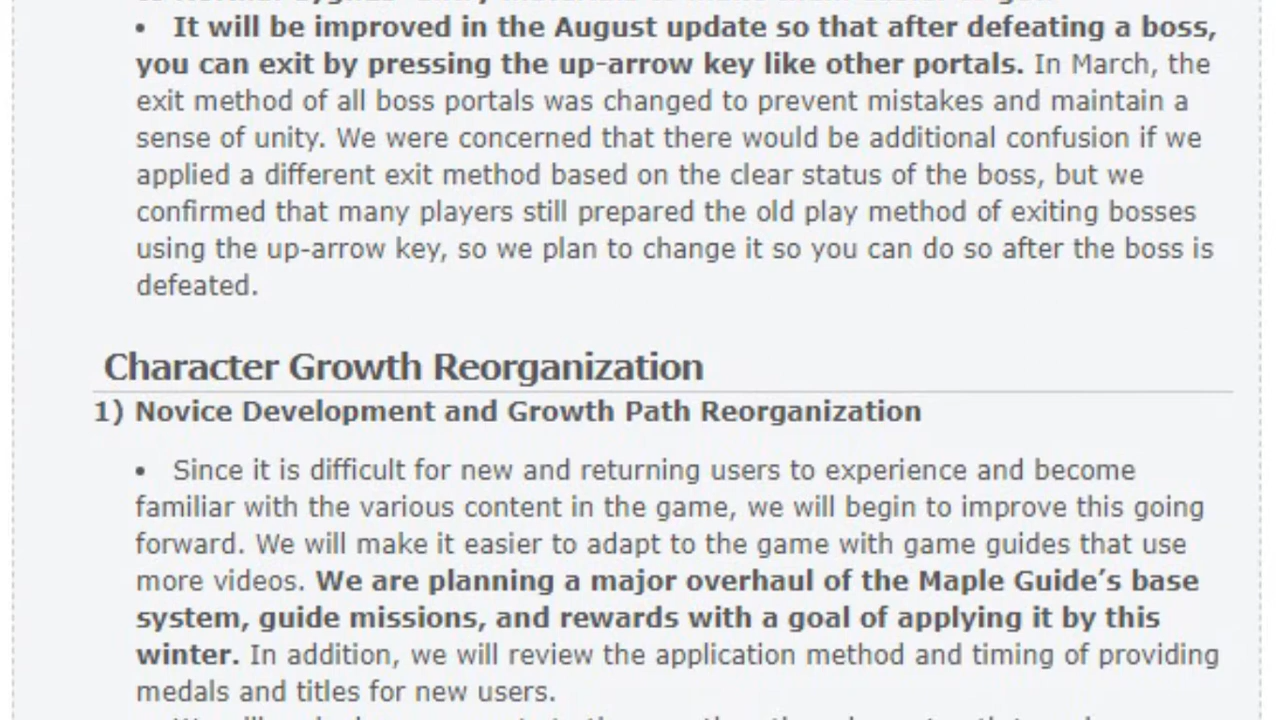 • It will be improved in the August update so that after defeating a boss,
you can exit by pressing the up-arrow key like other portals. In March, the
exit method of all boss portals was changed to prevent mistakes and maintain a
sense of unity. We were concerned that there would be additional confusion if we
applied a different exit method based on the clear status of the boss, but we
confirmed that many players still prepared the old play method of exiting bosses
using the up-arrow key, so we plan to change it so you can do so after the boss is
defeated.
Character Growth Reorganization
1) Novice Development and Growth Path Reorganization
• Since it is difficult for new and returning users to experience and become
familiar with the various content in the game, we will begin to improve this going
forward. We will make it easier to adapt to the game with game guides that use
more videos. We are planning a major overhaul of the Maple Guide’s base
system, guide missions, and rewards with a goal of applying it by this
winter. In addition, we will review the application method and timing of providing
medals and titles for new users.